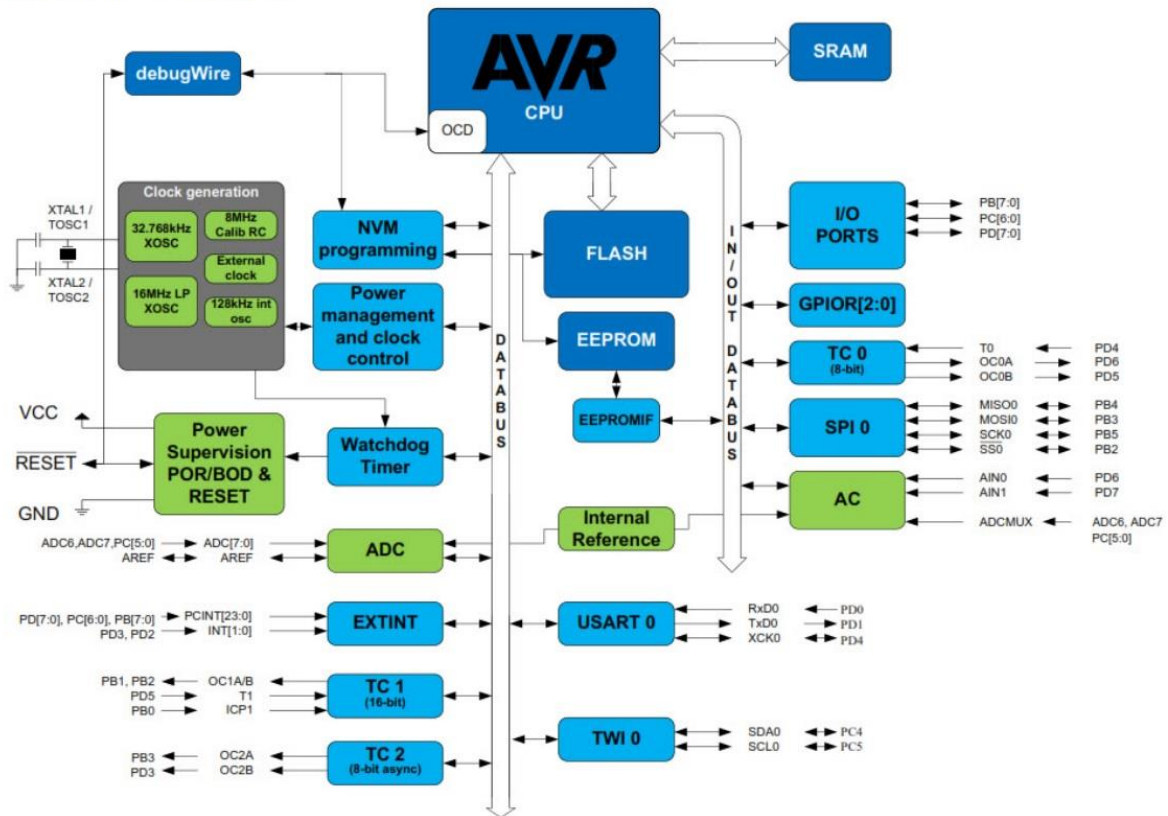 AVR
CPU
OCD
SRAM
debugWire
Clock generation
XTAL1 /
TOSC1
32.768kHz
XOSC
8MHz
Calib RC
External
clock
XTAL2 /
TOSC2
16MHz LP
XOSC
128kHz int
osc
NVM
programming
Power
management
and clock
control
FLASH
EEPROM
EEPROMIF
DATABUS
IN/OUT DATABUS
I/O
PORTS
PB[7:0]
PC[6:0]
PD[7:0]
GPIOR[2:0]
TC 0
(8-bit)
T0 PD4
OC0A PD6
OC0B PD5
SPI 0
MISO0 PB4
MOSI0 PB3
SCK0 PB5
SS0 PB2
AC
AIN0 PD6
AIN1 PD7
ADCMUX ADC6, ADC7
PC[5:0]
VCC
RESET
GND
Power
Supervision
POR/BOD &
RESET
Watchdog
Timer
Internal
Reference
ADC6,ADC7,PC[5:0] ADC[7:0]
AREF AREF
ADC
PD[7:0], PC[6:0], PB[7:0] PCINT[23:0]
PD3, PD2 INT[1:0]
EXTINT
USART 0
RxD0 PD0
TxD0 PD1
XCK0 PD4
PB1, PB2 OC1A/B
PD5 T1
PB0 ICP1
TC 1
(16-bit)
TWI 0
SDA0 PC4
SCL0 PC5
PB3 OC2A
PD3 OC2B
TC 2
(8-bit async)